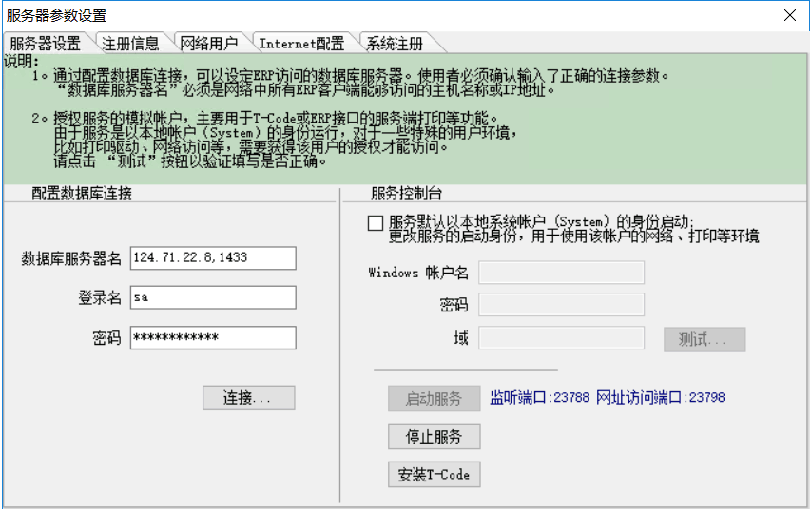 服务器参数设置
服务器设置 注册信息 网络用户 Internet配置 系统注册
说明:
1。通过配置数据库连接，可以设定ERP访问的数据库服务器。使用者必须确认输入了正确的连接参数。
“数据库服务器名”必须是网络中所有ERP客户端能够访问的主机名称或IP地址。
2。授权服务的模拟帐户，主要用于T-Code或ERP接口的服务端打印等功能。
由于服务是以本地帐户（System）的身份运行，对于一些特殊的用户环境，
比如打印驱动、网络访问等，需要获得该用户的授权才能访问。
请点击 “测试”按钮以验证填写是否正确。
配置数据库连接
数据库服务器名 124.71.22.8,1433
登录名 sa
密码 ************
连接...
服务控制台
服务默认以本地系统帐户（System）的身份启动;
更改服务的启动身份，用于使用该帐户的网络、打印等环境
Windows 帐户名
密码
域 测试...
启动服务 监听端口:23788 网址访问端口:23798
停止服务
安装T-Code